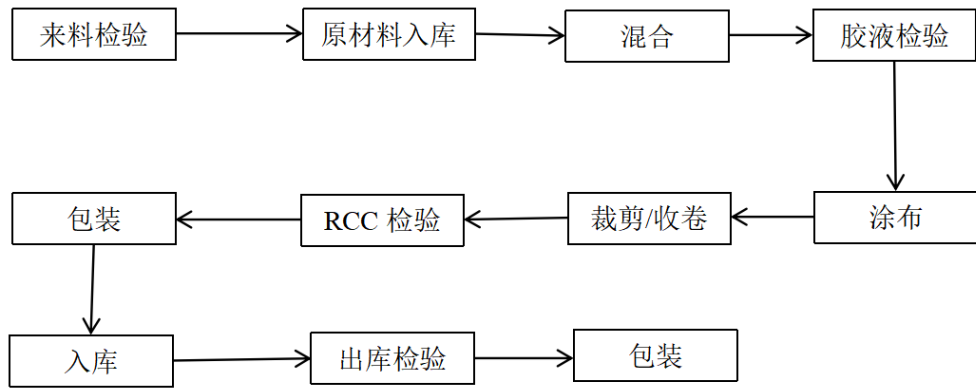 来料检验
原材料入库
混合
胶液检验
涂布
裁剪/收卷
RCC 检验
包装
入库
出库检验
包装